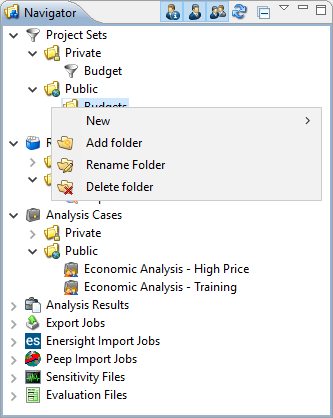 Navigator
Project Sets
Private
Budget
Public
Budgets
New
Add folder
Rename Folder
Delete folder
Analysis Cases
Private
Public
Economic Analysis - High Price
Economic Analysis - Training
Analysis Results
Export Jobs
es Enersight Import Jobs
Peep Import Jobs
Sensitivity Files
Evaluation Files